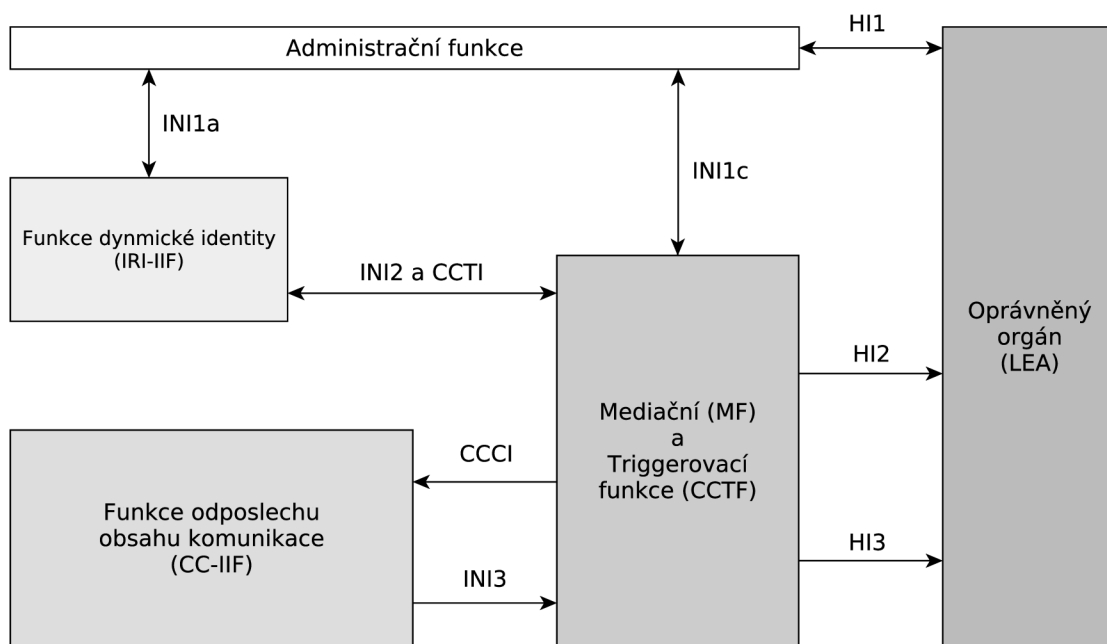 HI1
Administrační funkce
INI1a
INI1c
Funkce dynmické identity
(IRI-IIF)
INI2 a CCTI
Oprávněný
orgán
(LEA)
HI2
Mediační (MF)
a
Triggerovací
funkce (CCTF)
CCCI
Funkce odposlechu
obsahu komunikace
(CC-IIF)
HI3
INI3